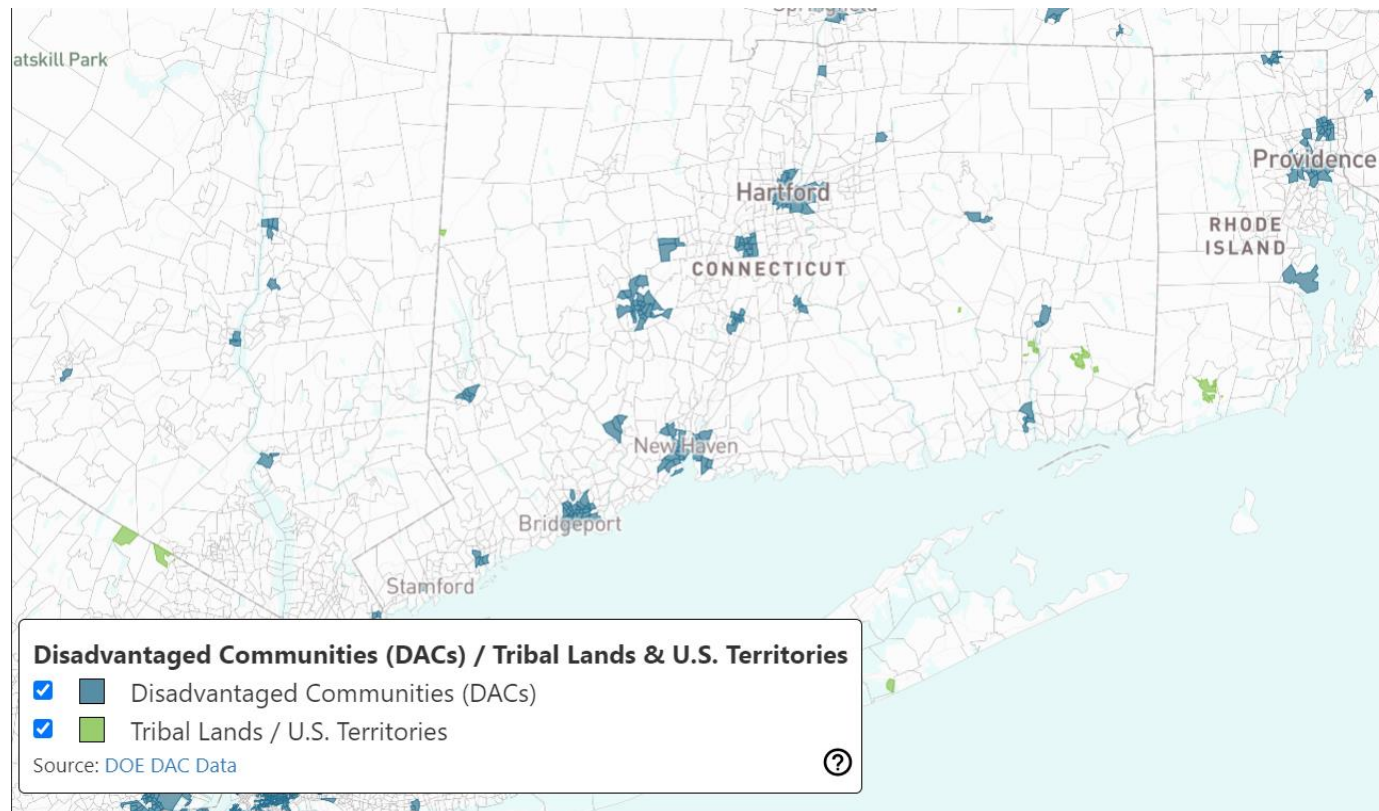 Springfield
atskill Park
Providence
Hartford
RHODE
ISLAND
CONNECTICUT
New Haven
Bridgeport
Stamford
Disadvantaged Communities (DACs) / Tribal Lands & U.S. Territories
Disadvantaged Communities (DACs)
Tribal Lands / U.S. Territories
Source: DOE DAC Data
?